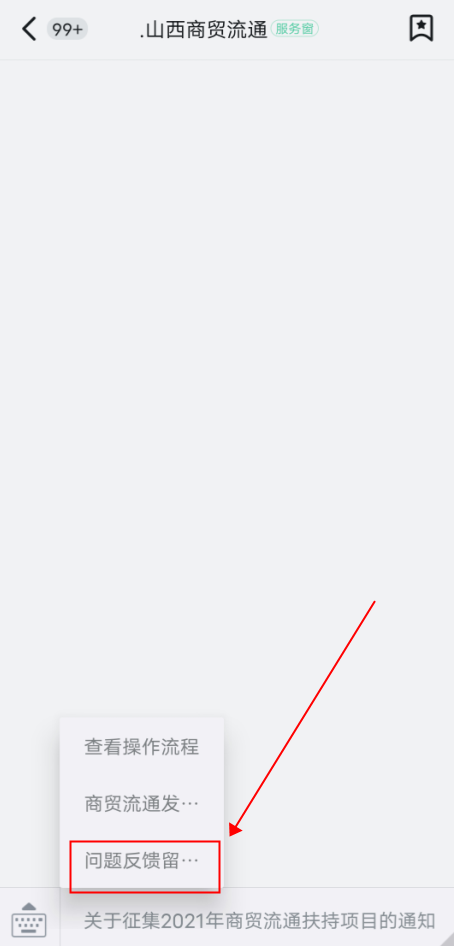 99+
.山西商贸流通 服务窗
查看操作流程
商贸流通发···
问题反馈留···
关于征集2021年商贸流通扶持项目的通知